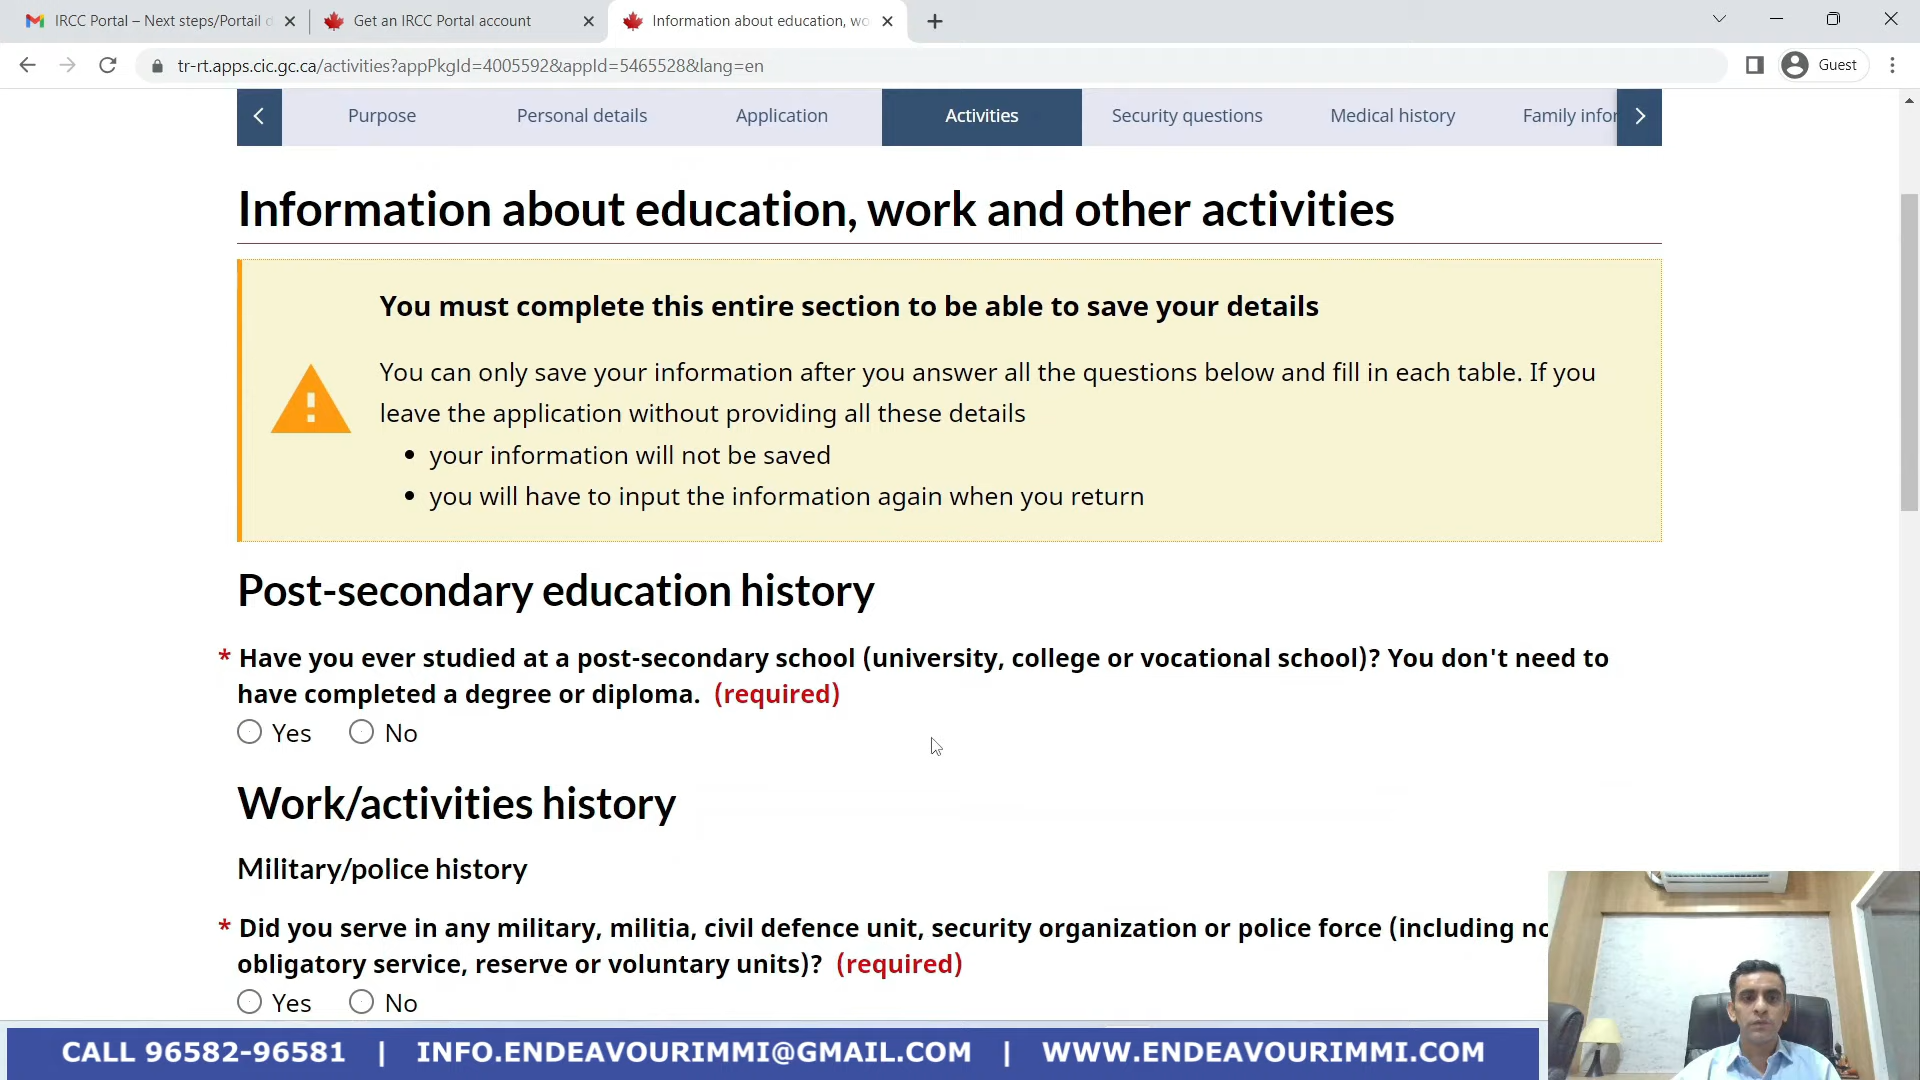 IRCC Portal – Next steps/Portail d
Get an IRCC Portal account
Information about education, wo
tr-rt.apps.cic.gc.ca/activities?appPkgId=4005592&appId=5465528&lang=en
Guest
Purpose
Personal details
Application
Activities
Security questions
Medical history
Family infor
Information about education, work and other activities
You must complete this entire section to be able to save your details
You can only save your information after you answer all the questions below and fill in each table. If you
leave the application without providing all these details
• your information will not be saved
• you will have to input the information again when you return
Post-secondary education history
* Have you ever studied at a post-secondary school (university, college or vocational school)? You don't need to
have completed a degree or diploma. (required)
Yes No
Work/activities history
Military/police history
* Did you serve in any military, militia, civil defence unit, security organization or police force (including no
obligatory service, reserve or voluntary units)? (required)
Yes No
CALL 96582-96581 | INFO.ENDEAVOURIMMI@GMAIL.COM | WWW.ENDEAVOURIMMI.COM